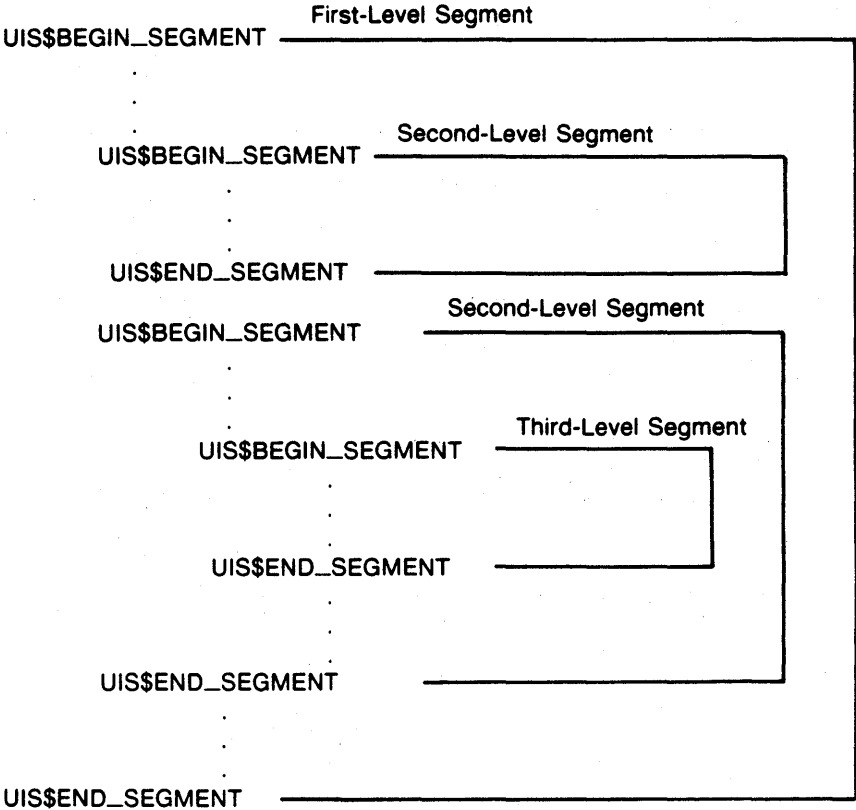 First-Level Segment
UIS$BEGIN_SEGMENT
.
.
.
Second-Level Segment
UIS$BEGIN_SEGMENT
.
.
.
UIS$END_SEGMENT
Second-Level Segment
UIS$BEGIN_SEGMENT
.
.
.
Third-Level Segment
UIS$BEGIN_SEGMENT
.
.
.
UIS$END_SEGMENT
.
.
.
UIS$END_SEGMENT
.
.
.
UIS$END_SEGMENT